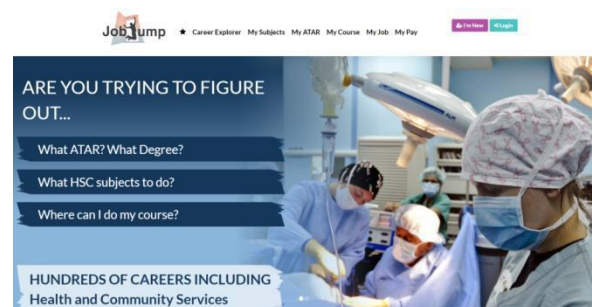 JobJump
Career Explorer My Subjects My ATAR My Course My Job My Pay
I'm New
Login
ARE YOU TRYING TO FIGURE
OUT...
What ATAR? What Degree?
What HSC subjects to do?
Where can I do my course?
HUNDREDS OF CAREERS INCLUDING
Health and Community Services